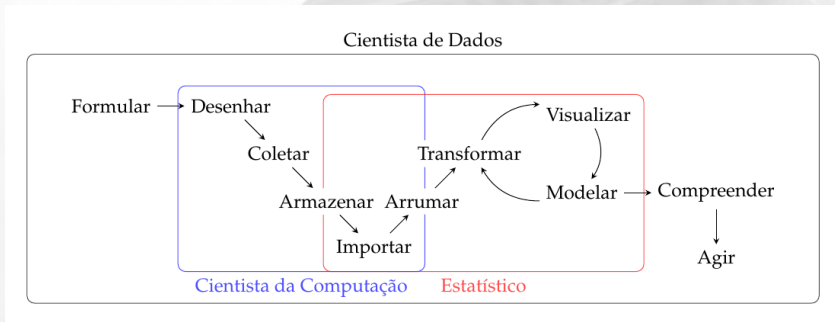 Cientista de Dados
Formular
Desenhar
Coletar
Armazenar
Importar
Arrumar
Transformar
Visualizar
Modelar
Compreender
Agir
Cientista da Computação
Estatístico